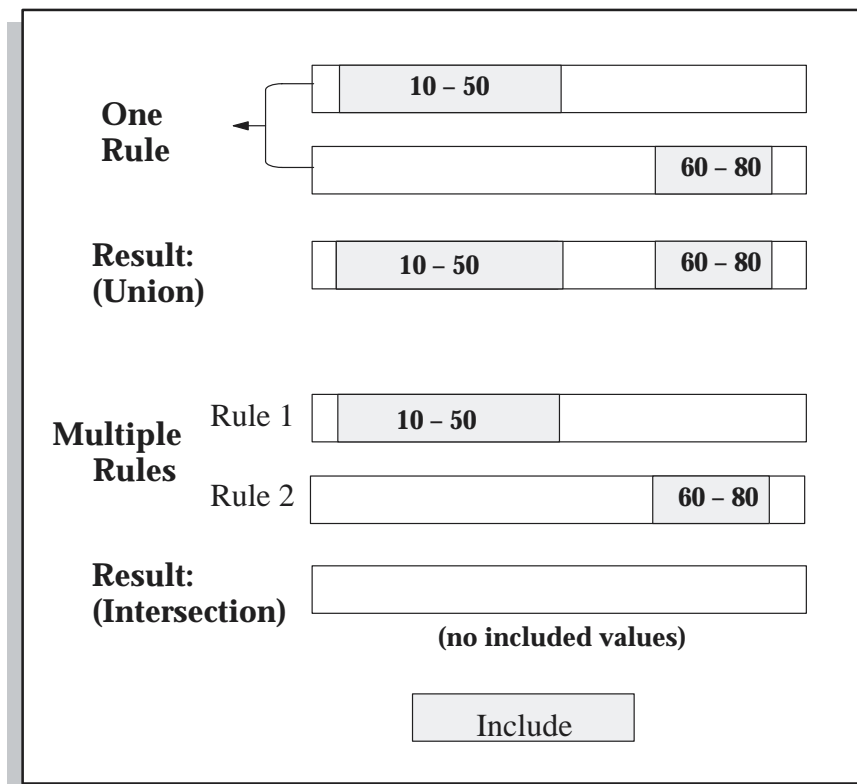 10 – 50
One
Rule
60 – 80
Result:
(Union)
10 – 50
60 – 80
Multiple
Rules
Rule 1
10 – 50
Rule 2
60 – 80
Result:
(Intersection)
(no included values)
Include